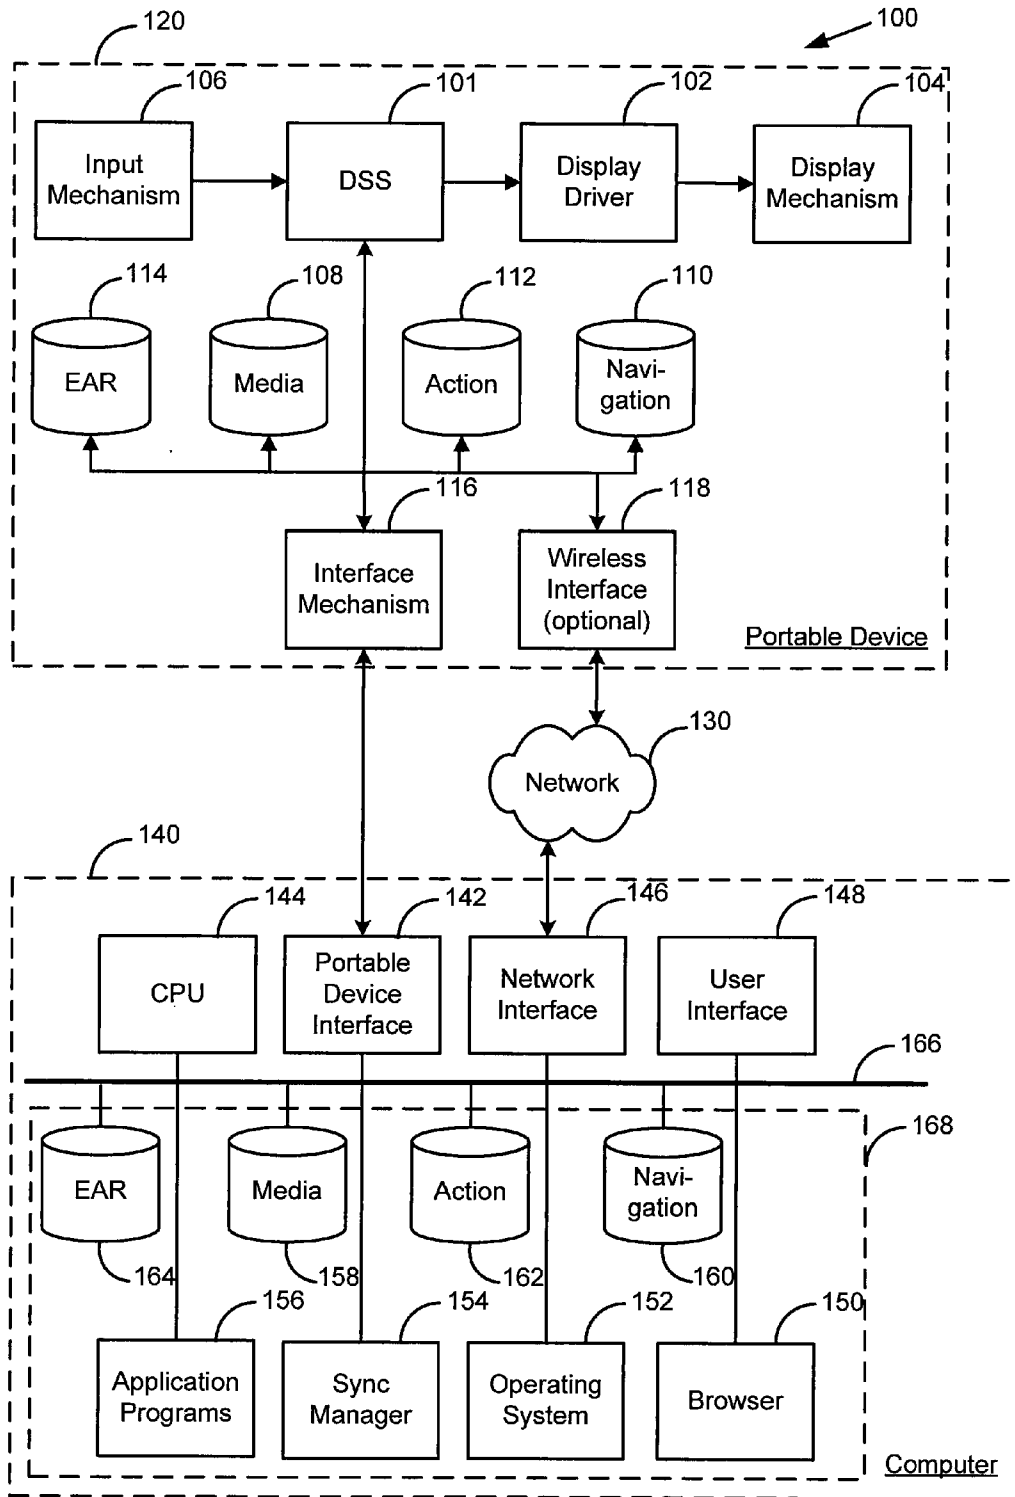 100
120
106
101
102
104
Input
Mechanism
DSS
Display
Driver
Display
Mechanism
114
108
112
110
EAR
Media
Action
Navi-
gation
116
118
Interface
Mechanism
Wireless
Interface
(optional)
Portable Device
130
Network
140
144
142
146
148
CPU
Portable
Device
Interface
Network
Interface
User
Interface
166
168
EAR
Media
Action
Navi-
gation
164
158
162
160
156
154
152
150
Application
Programs
Sync
Manager
Operating
System
Browser
Computer